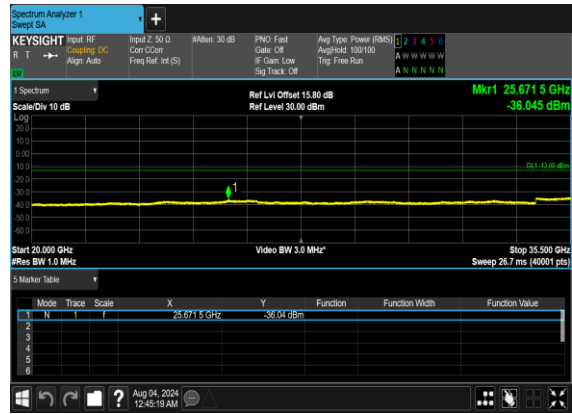 Spectrum Analyzer 1
Swept SA
+
KEYSIGHT Input: RF Input Z: 50 Ω #Atten: 30 dB PNO: Fast Avg Type: Power (RMS) 1 2 3 4 5 6
R T Coupling: DC Corr CCorr Gate: Off Avg|Hold: 100/100 A W W W W W
Align: Auto Freq Ref: Int (S) IF Gain: Low Trig: Free Run
Sig Track: Off A N N N N N
1 Spectrum Ref Lvl Offset 15.80 dB Mkr1 25.671 5 GHz
Scale/Div 10 dB Ref Level 30.00 dBm -36.045 dBm
Log
20.0
10.0
0.00
-10.0
DL1 -13.00 dBm
-20.0
-30.0
1
-40.0
-50.0
-60.0
Start 20.000 GHz Video BW 3.0 MHz* Stop 35.500 GHz
#Res BW 1.0 MHz Sweep 26.7 ms (40001 pts)
5 Marker Table
Mode Trace Scale X Y Function Function Width Function Value
1 N 1 f 25.671 5 GHz -36.04 dBm
2
3
4
5
6
? Aug 04, 2024
12:45:19 AM